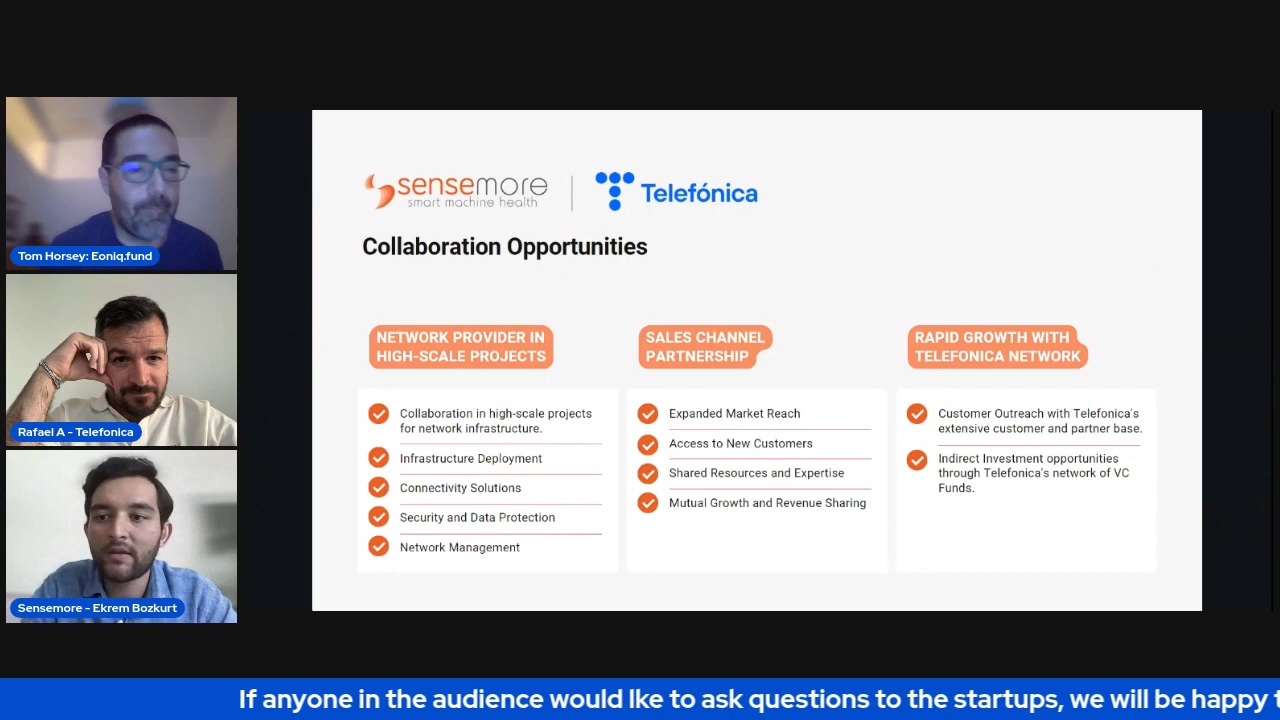 Tom Horsey: Eoniq.fund
Rafael A - Telefonica
Sensemore - Ekrem Bozkurt
sensemore
smart machine health
Telefónica
Collaboration Opportunities
NETWORK PROVIDER IN
HIGH-SCALE PROJECTS
Collaboration in high-scale projects
for network infrastructure.
Infrastructure Deployment
Connectivity Solutions
Security and Data Protection
Network Management
SALES CHANNEL
PARTNERSHIP
Expanded Market Reach
Access to New Customers
Shared Resources and Expertise
Mutual Growth and Revenue Sharing
RAPID GROWTH WITH
TELEFONICA NETWORK
Customer Outreach with Telefonica's
extensive customer and partner base.
Indirect Investment opportunities
through Telefonica's network of VC
Funds.
If anyone in the audience would lke to ask questions to the startups, we will be happy